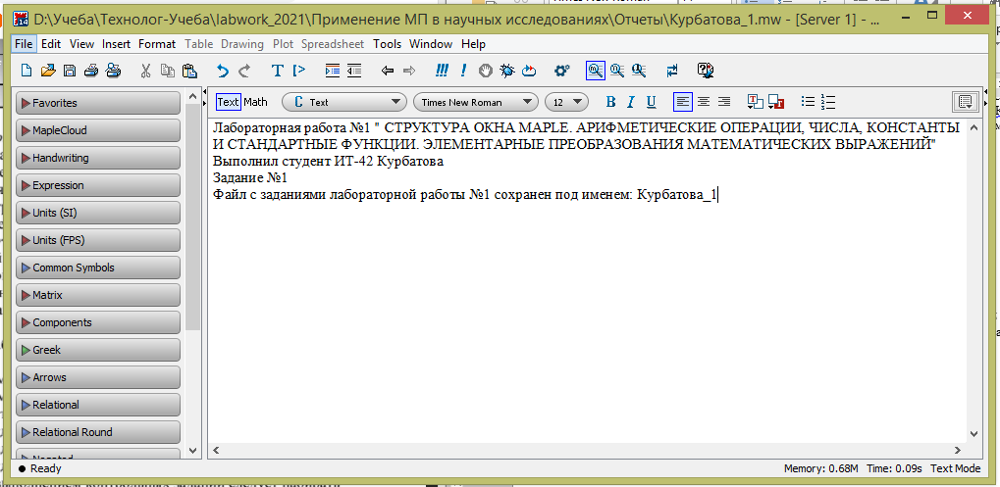 D:\Учеба\Технолог-Учеба\labwork_2021\Применение МП в научных исследованиях\Отчеты\Курбатова_1.mw - [Server 1] - ...
File Edit View Insert Format Table Drawing Plot Spreadsheet Tools Window Help
Favorites
MapleCloud
Handwriting
Expression
Units (SI)
Units (FPS)
Common Symbols
Matrix
Components
Greek
Arrows
Relational
Relational Round
Negated
Text Math C Text Times New Roman 12 B I U
Лабораторная работа №1 " СТРУКТУРА ОКНА MAPLE. АРИФМЕТИЧЕСКИЕ ОПЕРАЦИИ, ЧИСЛА, КОНСТАНТЫ
И СТАНДАРТНЫЕ ФУНКЦИИ. ЭЛЕМЕНТАРНЫЕ ПРЕОБРАЗОВАНИЯ МАТЕМАТИЧЕСКИХ ВЫРАЖЕНИЙ"
Выполнил студент ИТ-42 Курбатова
Задание №1
Файл с заданиями лабораторной работы №1 сохранен под именем: Курбатова_1
Ready
Memory: 0.68M Time: 0.09s Text Mode